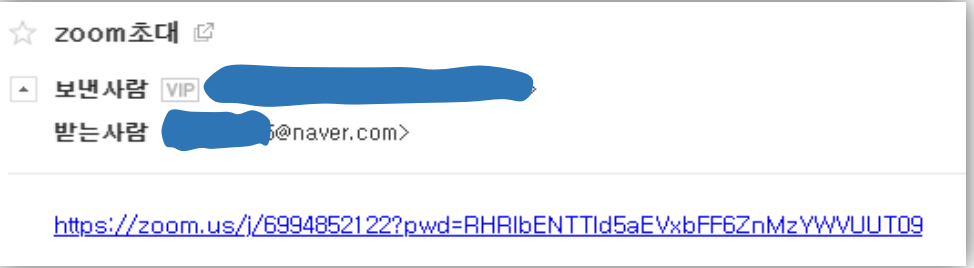 zoom초대
보낸사람 VIP
받는사람 5@naver.com>
https://zoom.us/j/6994852122?pwd=RHRlbENTTld5aEVxbFF6ZnMzYWVUUT09